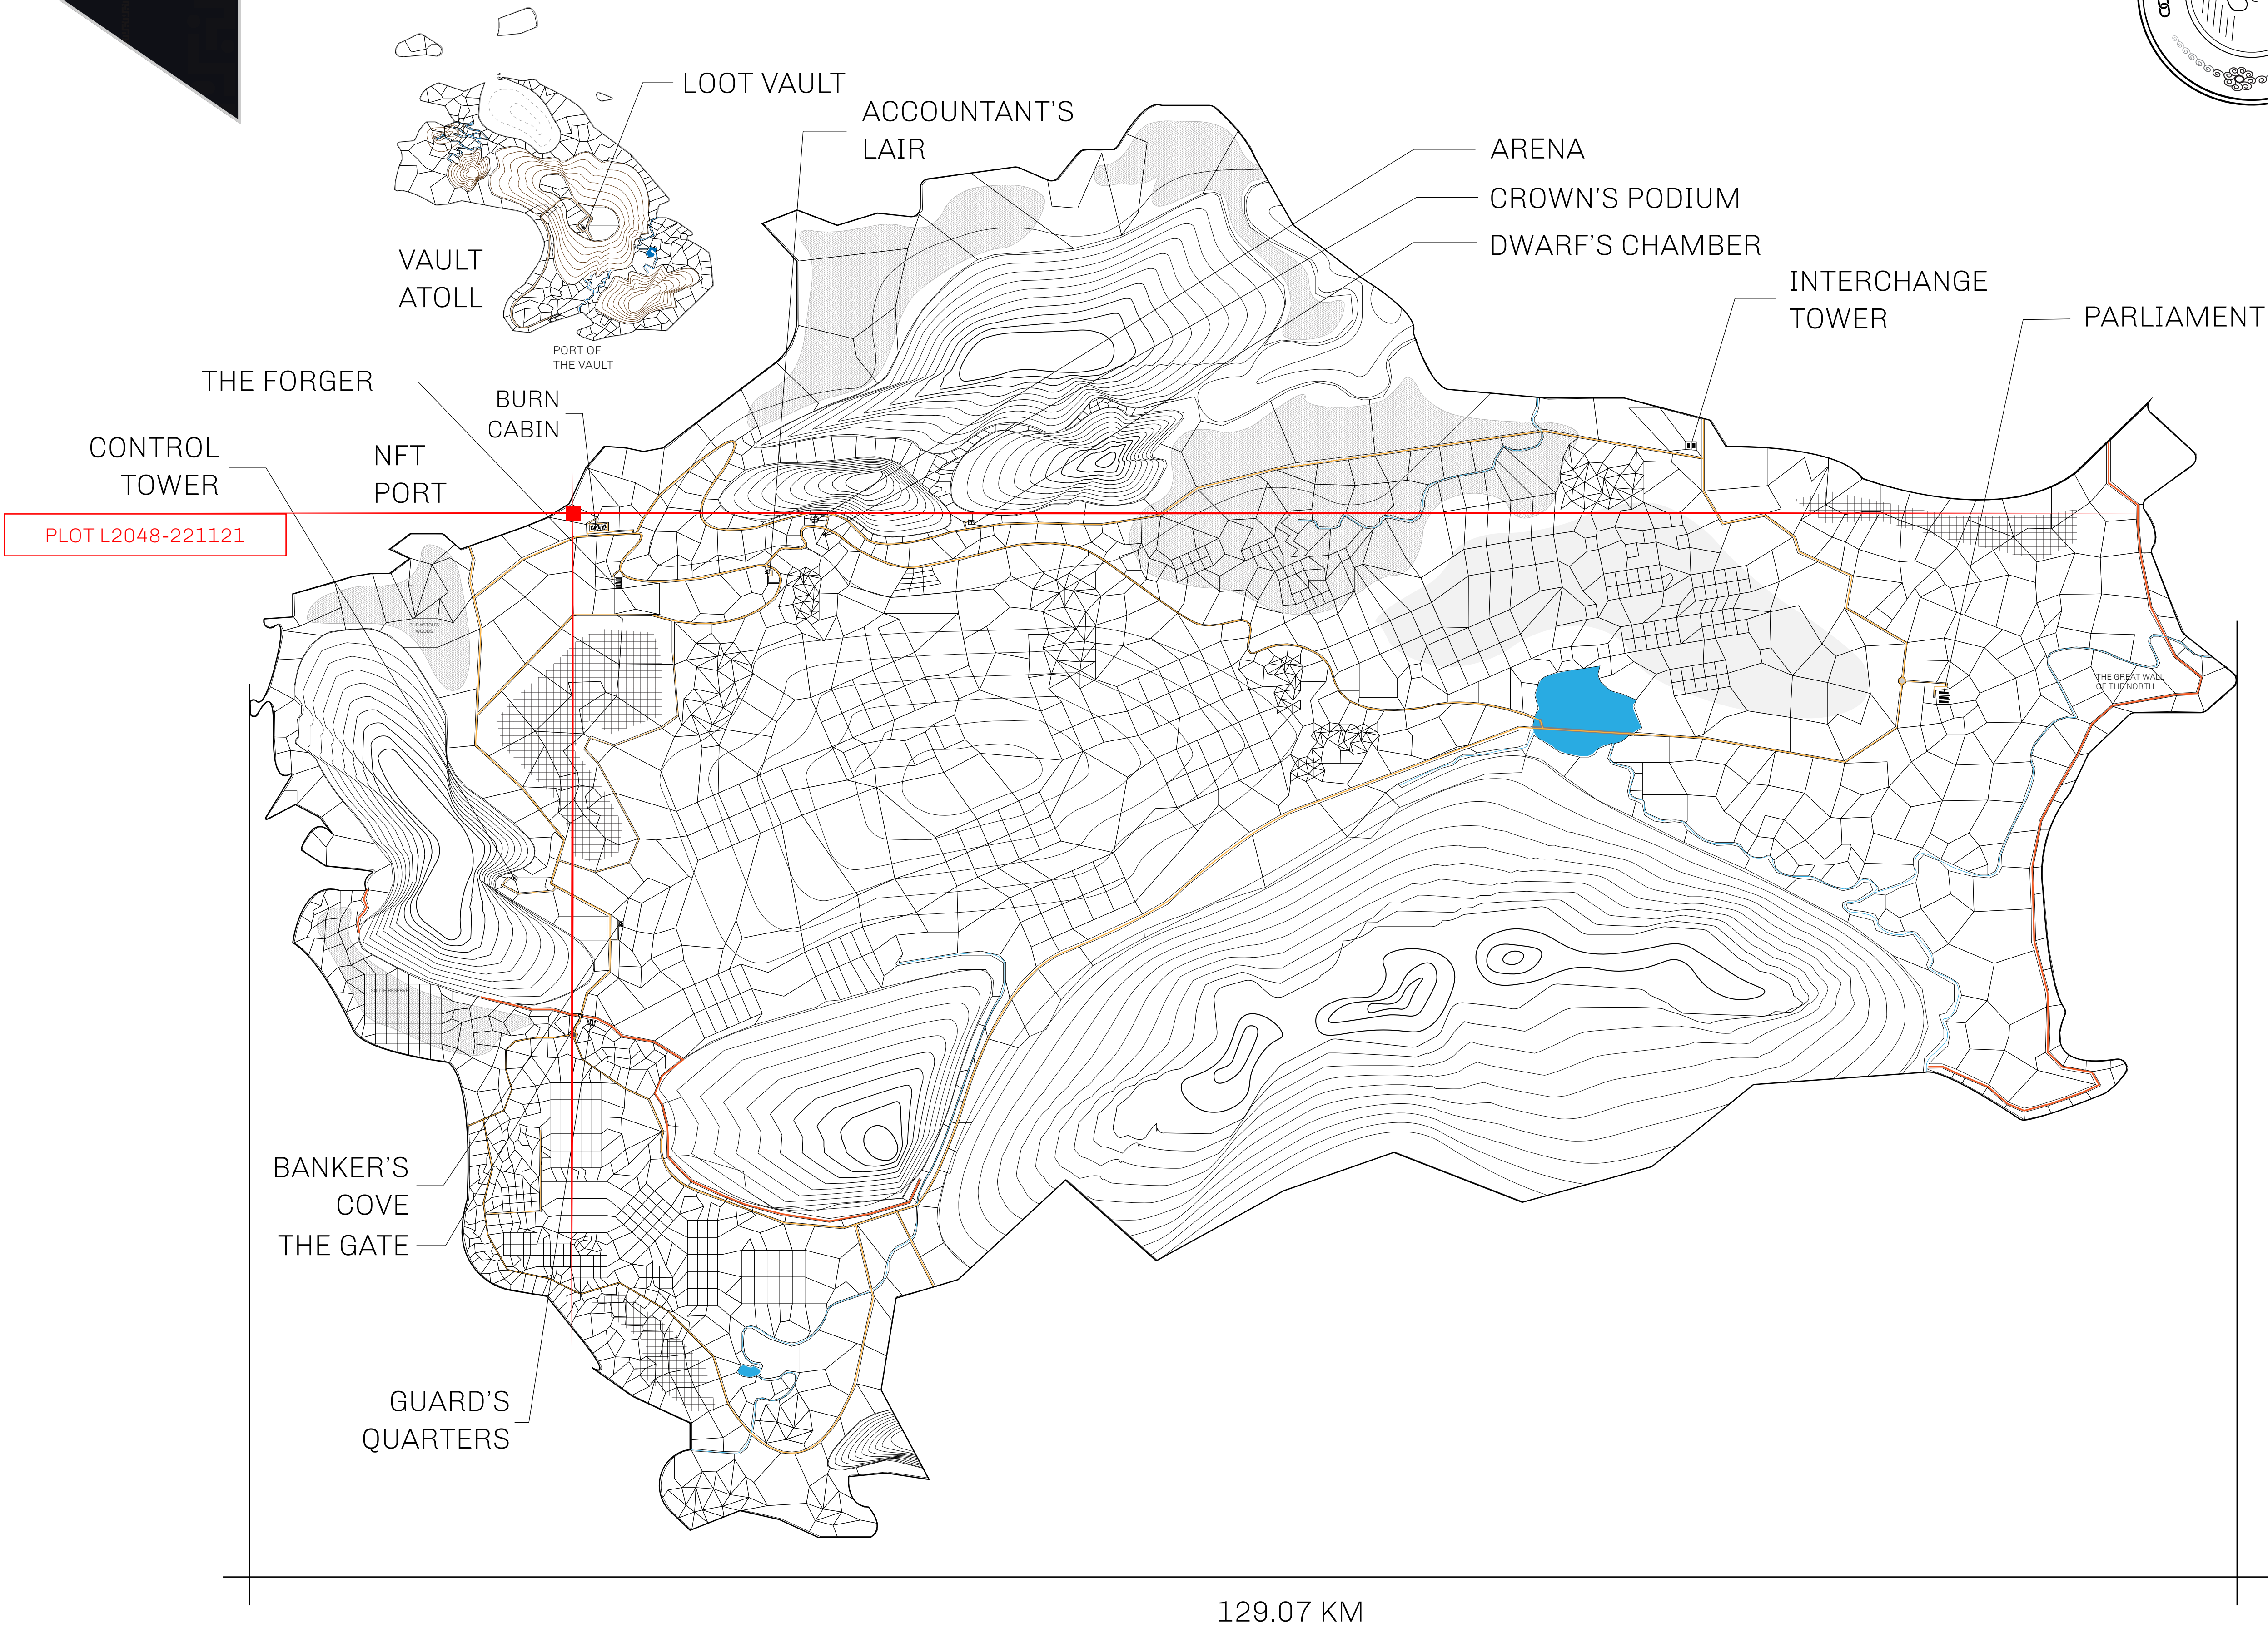 LOOT VAULT
ACCOUNTANT'S
LAIR
ARENA
CROWN'S PODIUM
DWARF'S CHAMBER
INTERCHANGE
TOWER
PARLIAMENT
VAULT
ATOLL
PORT OF
THE VAULT
THE FORGER
BURN
CABIN
CONTROL
TOWER
NFT
PORT
PLOT L2048-221121
THE WITCH'S
WOODS
THE GREAT WALL
OF THE NORTH
SOUTH RESERVE
BANKER'S
COVE
THE GATE
GUARD'S
QUARTERS
129.07 KM